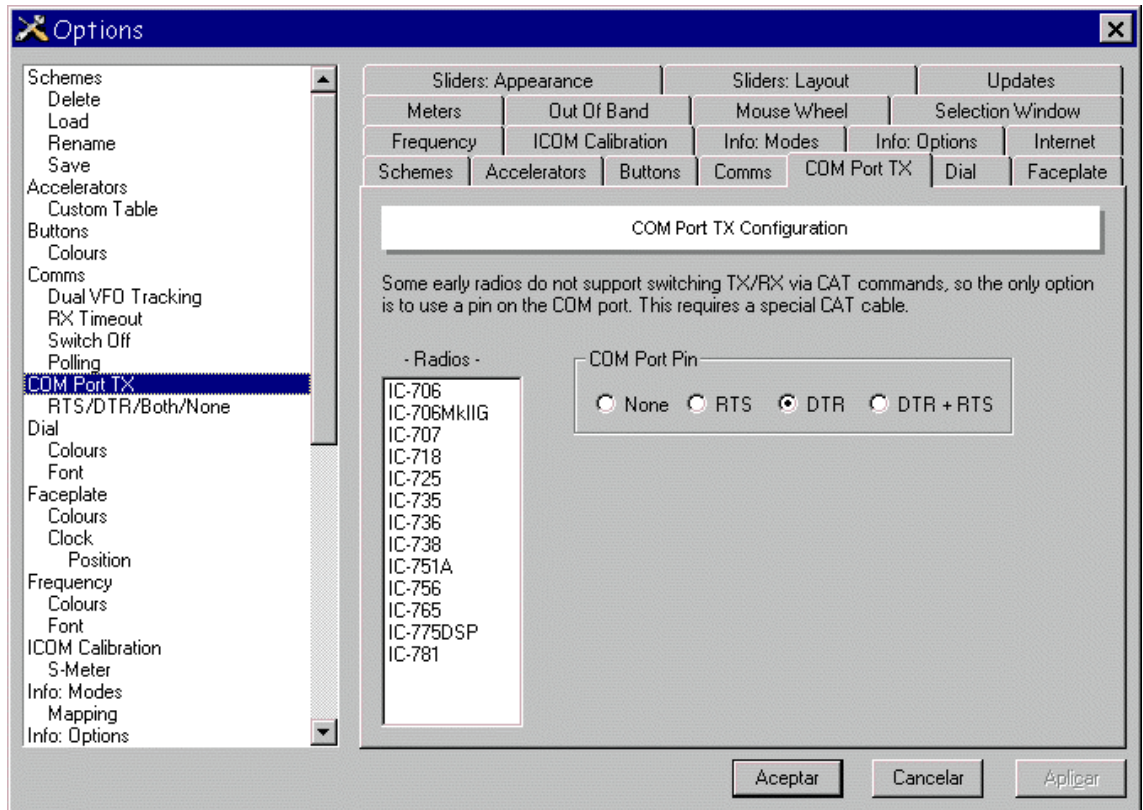 Options
Schemes
Delete
Load
Rename
Save
Accelerators
Custom Table
Buttons
Colours
Comms
Dual VFO Tracking
RX Timeout
Switch Off
Polling
COM Port TX
RTS/DTR/Both/None
Dial
Colours
Font
Faceplate
Colours
Clock
Position
Frequency
Colours
Font
ICOM Calibration
S-Meter
Info: Modes
Mapping
Info: Options
Sliders: Appearance Sliders: Layout Updates
Meters Out Of Band Mouse Wheel Selection Window
Frequency ICOM Calibration Info: Modes Info: Options Internet
Schemes Accelerators Buttons Comms COM Port TX Dial Faceplate
COM Port TX Configuration
Some early radios do not support switching TX/RX via CAT commands, so the only option
is to use a pin on the COM port. This requires a special CAT cable.
- Radios -
IC-706
IC-706MkIIG
IC-707
IC-718
IC-725
IC-735
IC-736
IC-738
IC-751A
IC-756
IC-765
IC-775DSP
IC-781
COM Port Pin
None RTS DTR DTR + RTS
Aceptar Cancelar Aplicar